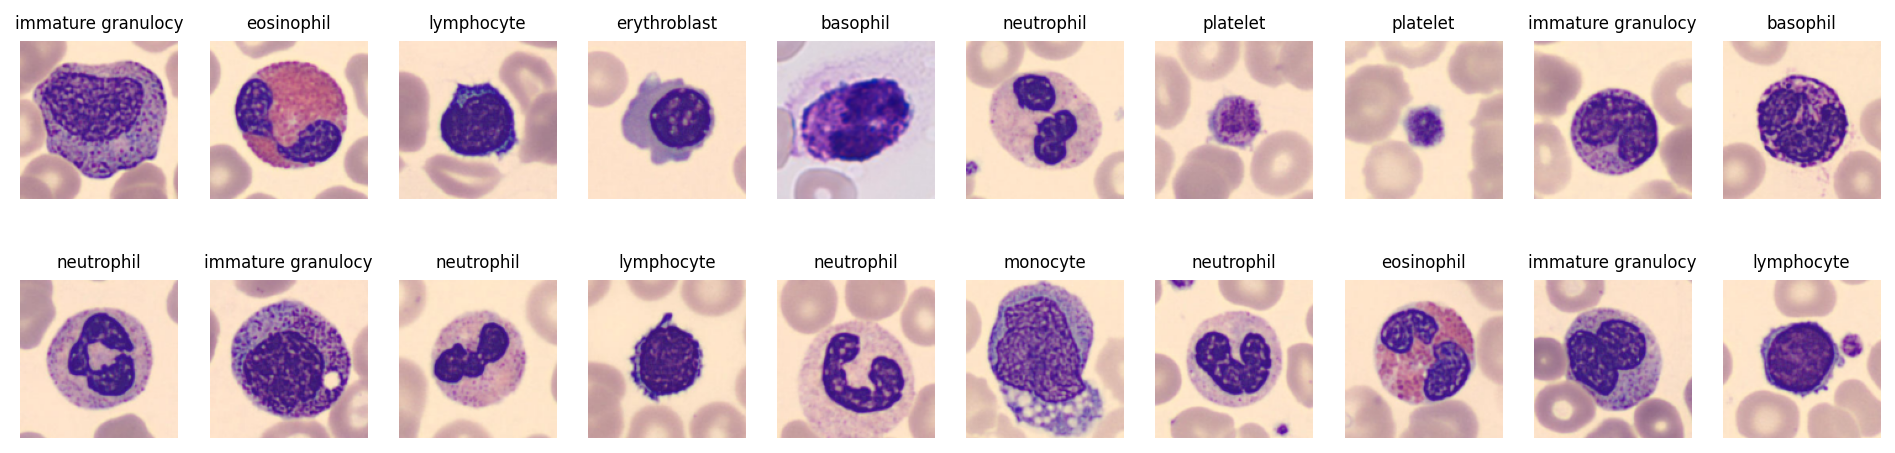 immature granulocy
eosinophil
lymphocyte
erythroblast
basophil
neutrophil
platelet
platelet
immature granulocy
basophil
neutrophil
immature granulocy
neutrophil
lymphocyte
neutrophil
monocyte
neutrophil
eosinophil
immature granulocy
lymphocyte